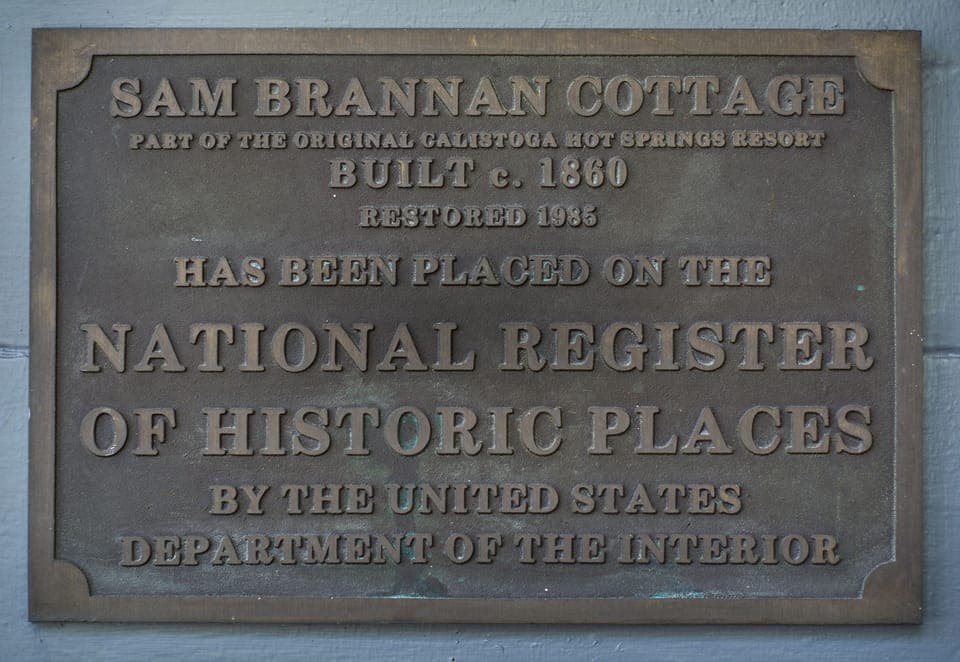 SAM BRANNAN COTTAGE
PART OF THE ORIGINAL CALISTOGA HOT SPRINGS RESORT
BUILT c. 1860
RESTORED 1985
HAS BEEN PLACED ON THE
NATIONAL REGISTER
OF HISTORIC PLACES
BY THE UNITED STATES
DEPARTMENT OF THE INTERIOR